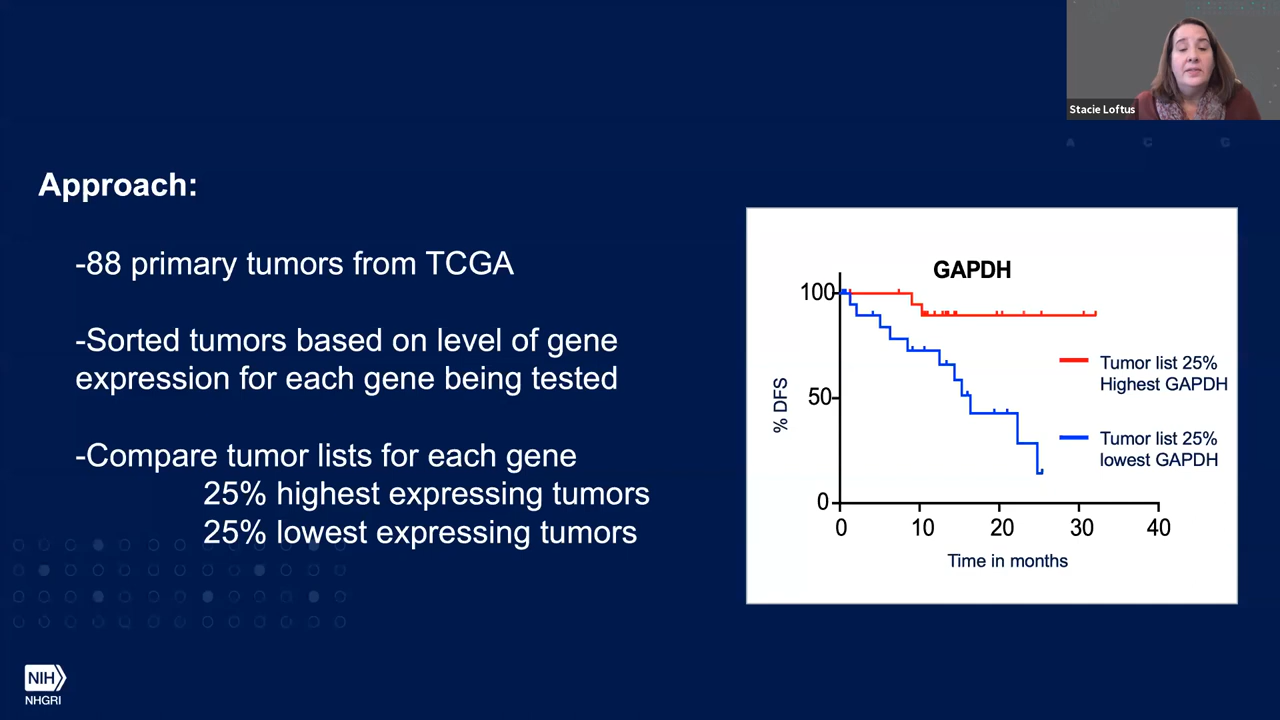 Stacie Loftus
A C G
Approach:
-88 primary tumors from TCGA
-Sorted tumors based on level of gene
expression for each gene being tested
-Compare tumor lists for each gene
25% highest expressing tumors
25% lowest expressing tumors
GAPDH
100
50
0
% DFS
0 10 20 30 40
Time in months
Tumor list 25%
Highest GAPDH
Tumor list 25%
lowest GAPDH
NIH
NHGRI